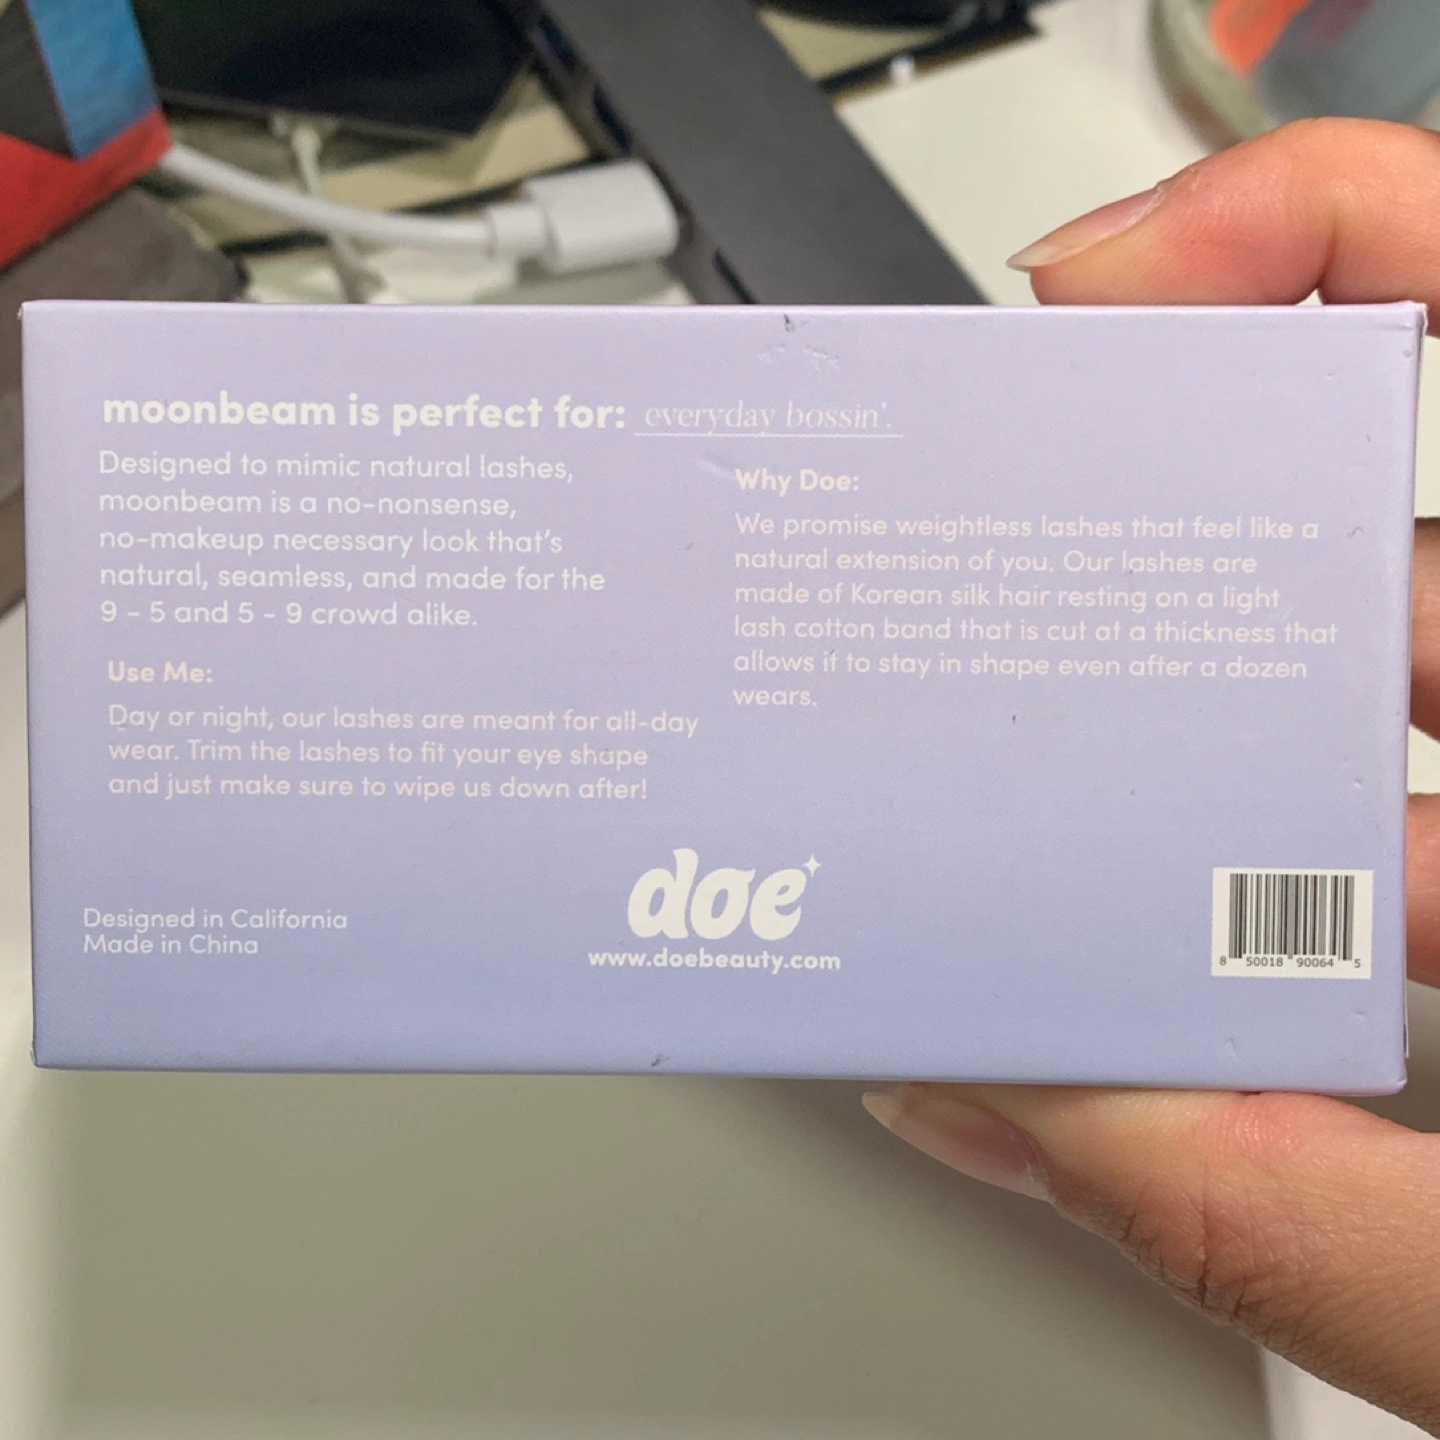 moonbeam is perfect for: everyday bossin'.
Designed to mimic natural lashes,
moonbeam is a no-nonsense,
no-makeup necessary look that's
natural, seamless, and made for the
9 - 5 and 5 - 9 crowd alike.
Use Me:
Day or night, our lashes are meant for all-day
wear. Trim the lashes to fit your eye shape
and just make sure to wipe us down after!
Why Doe:
We promise weightless lashes that feel like a
natural extension of you. Our lashes are
made of Korean silk hair resting on a light
lash cotton band that is cut at a thickness that
allows it to stay in shape even after a dozen
wears.
Designed in California
Made in China
doe
www.doebeauty.com
8 50018 90064 5